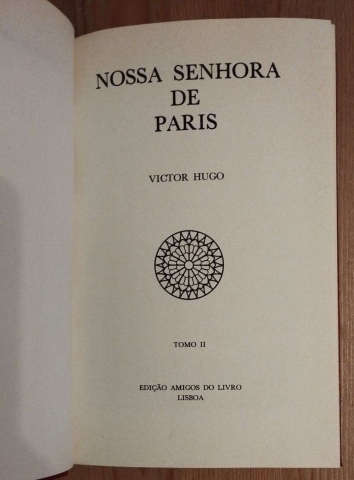 NOSSA SENHORA
DE
PARIS
VICTOR HUGO
TOMO II
EDIÇÃO AMIGOS DO LIVRO
LISBOA